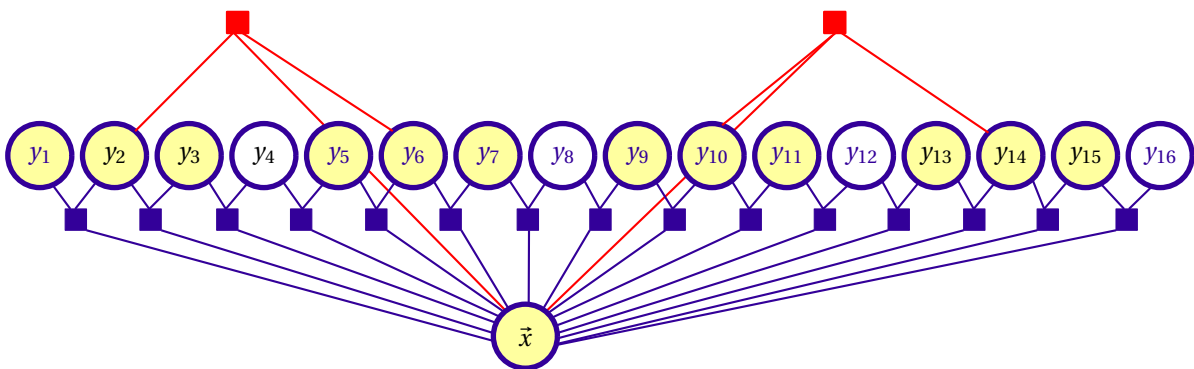 y₁ y₂ y₃ y₄ y₅ y₆ y₇ y₈ y₉ y₁₀ y₁₁ y₁₂ y₁₃ y₁₄ y₁₅ y₁₆
x⃗